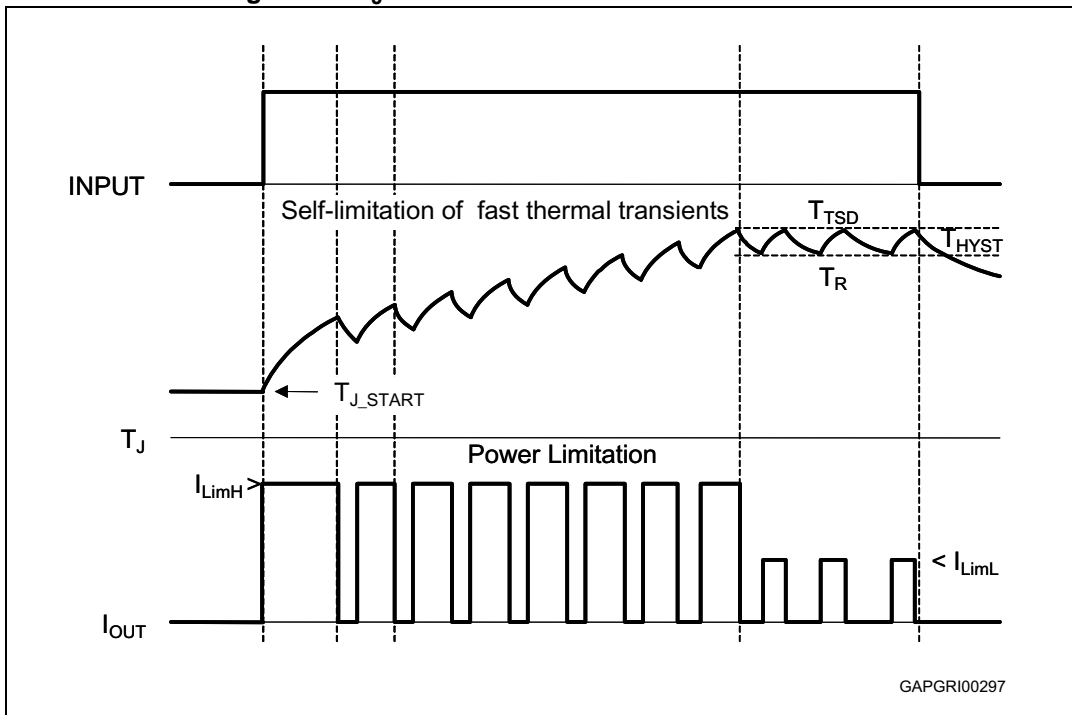 INPUT
Self-limitation of fast thermal transients
T_TSD
T_HYST
T_R
T_J_START
T_J
Power Limitation
I_LimH >
< I_LimL
I_OUT
GAPGRI00297